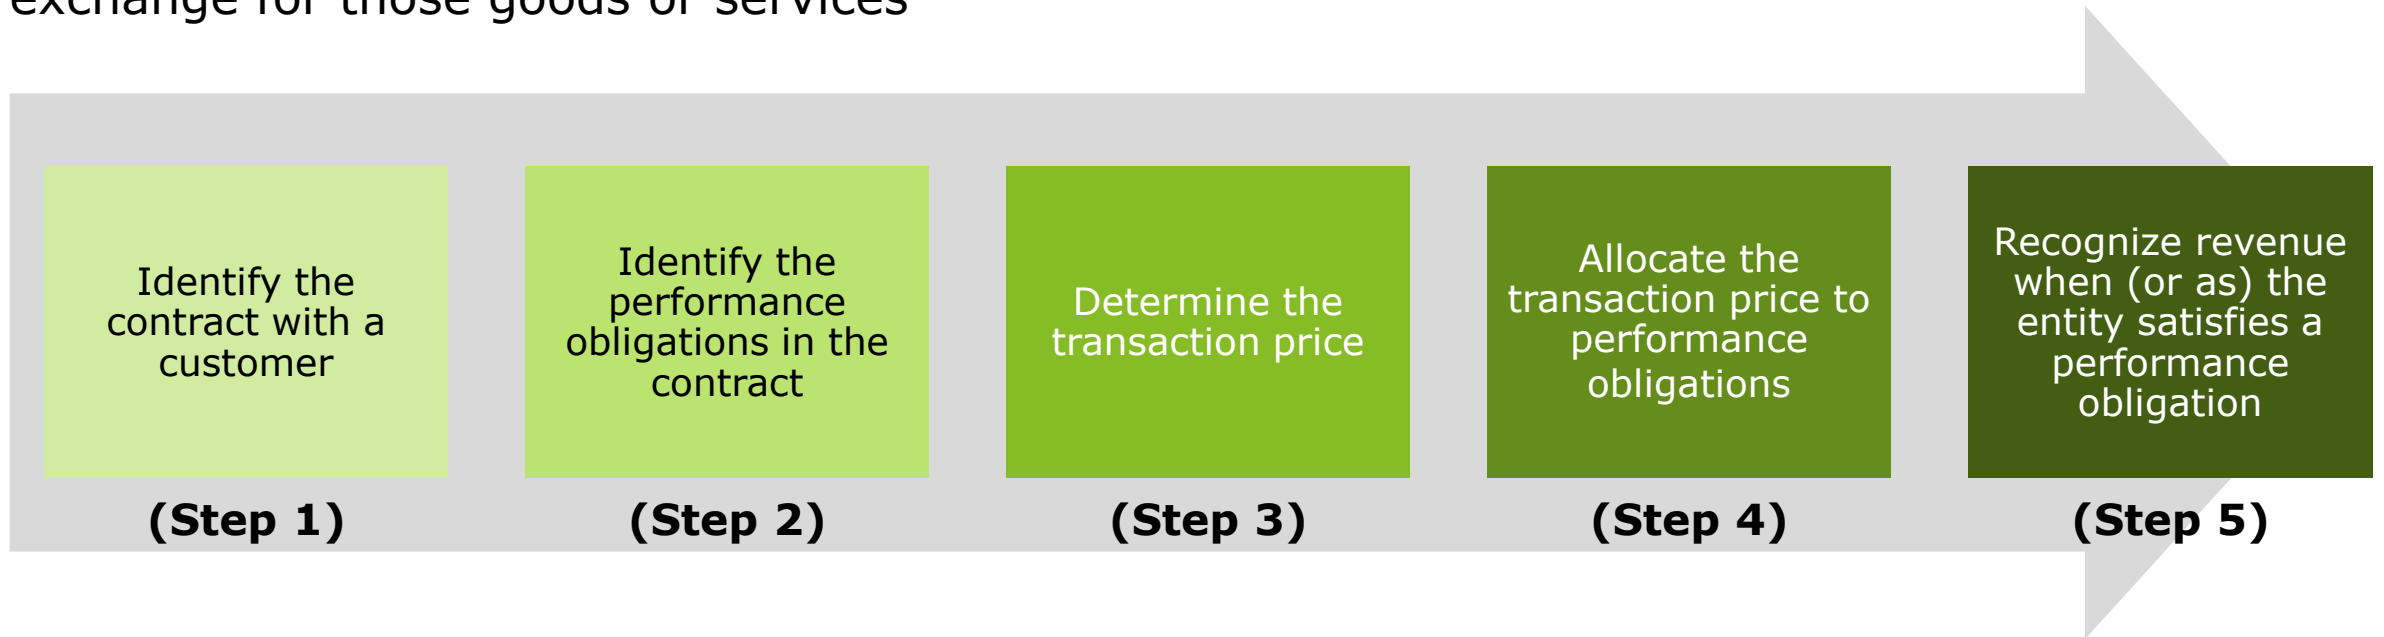 exchange for those goods or services
Identify the
contract with a
customer
(Step 1)
Identify the
performance
obligations in the
contract
(Step 2)
Determine the
transaction price
(Step 3)
Allocate the
transaction price to
performance
obligations
(Step 4)
Recognize revenue
when (or as) the
entity satisfies a
performance
obligation
(Step 5)